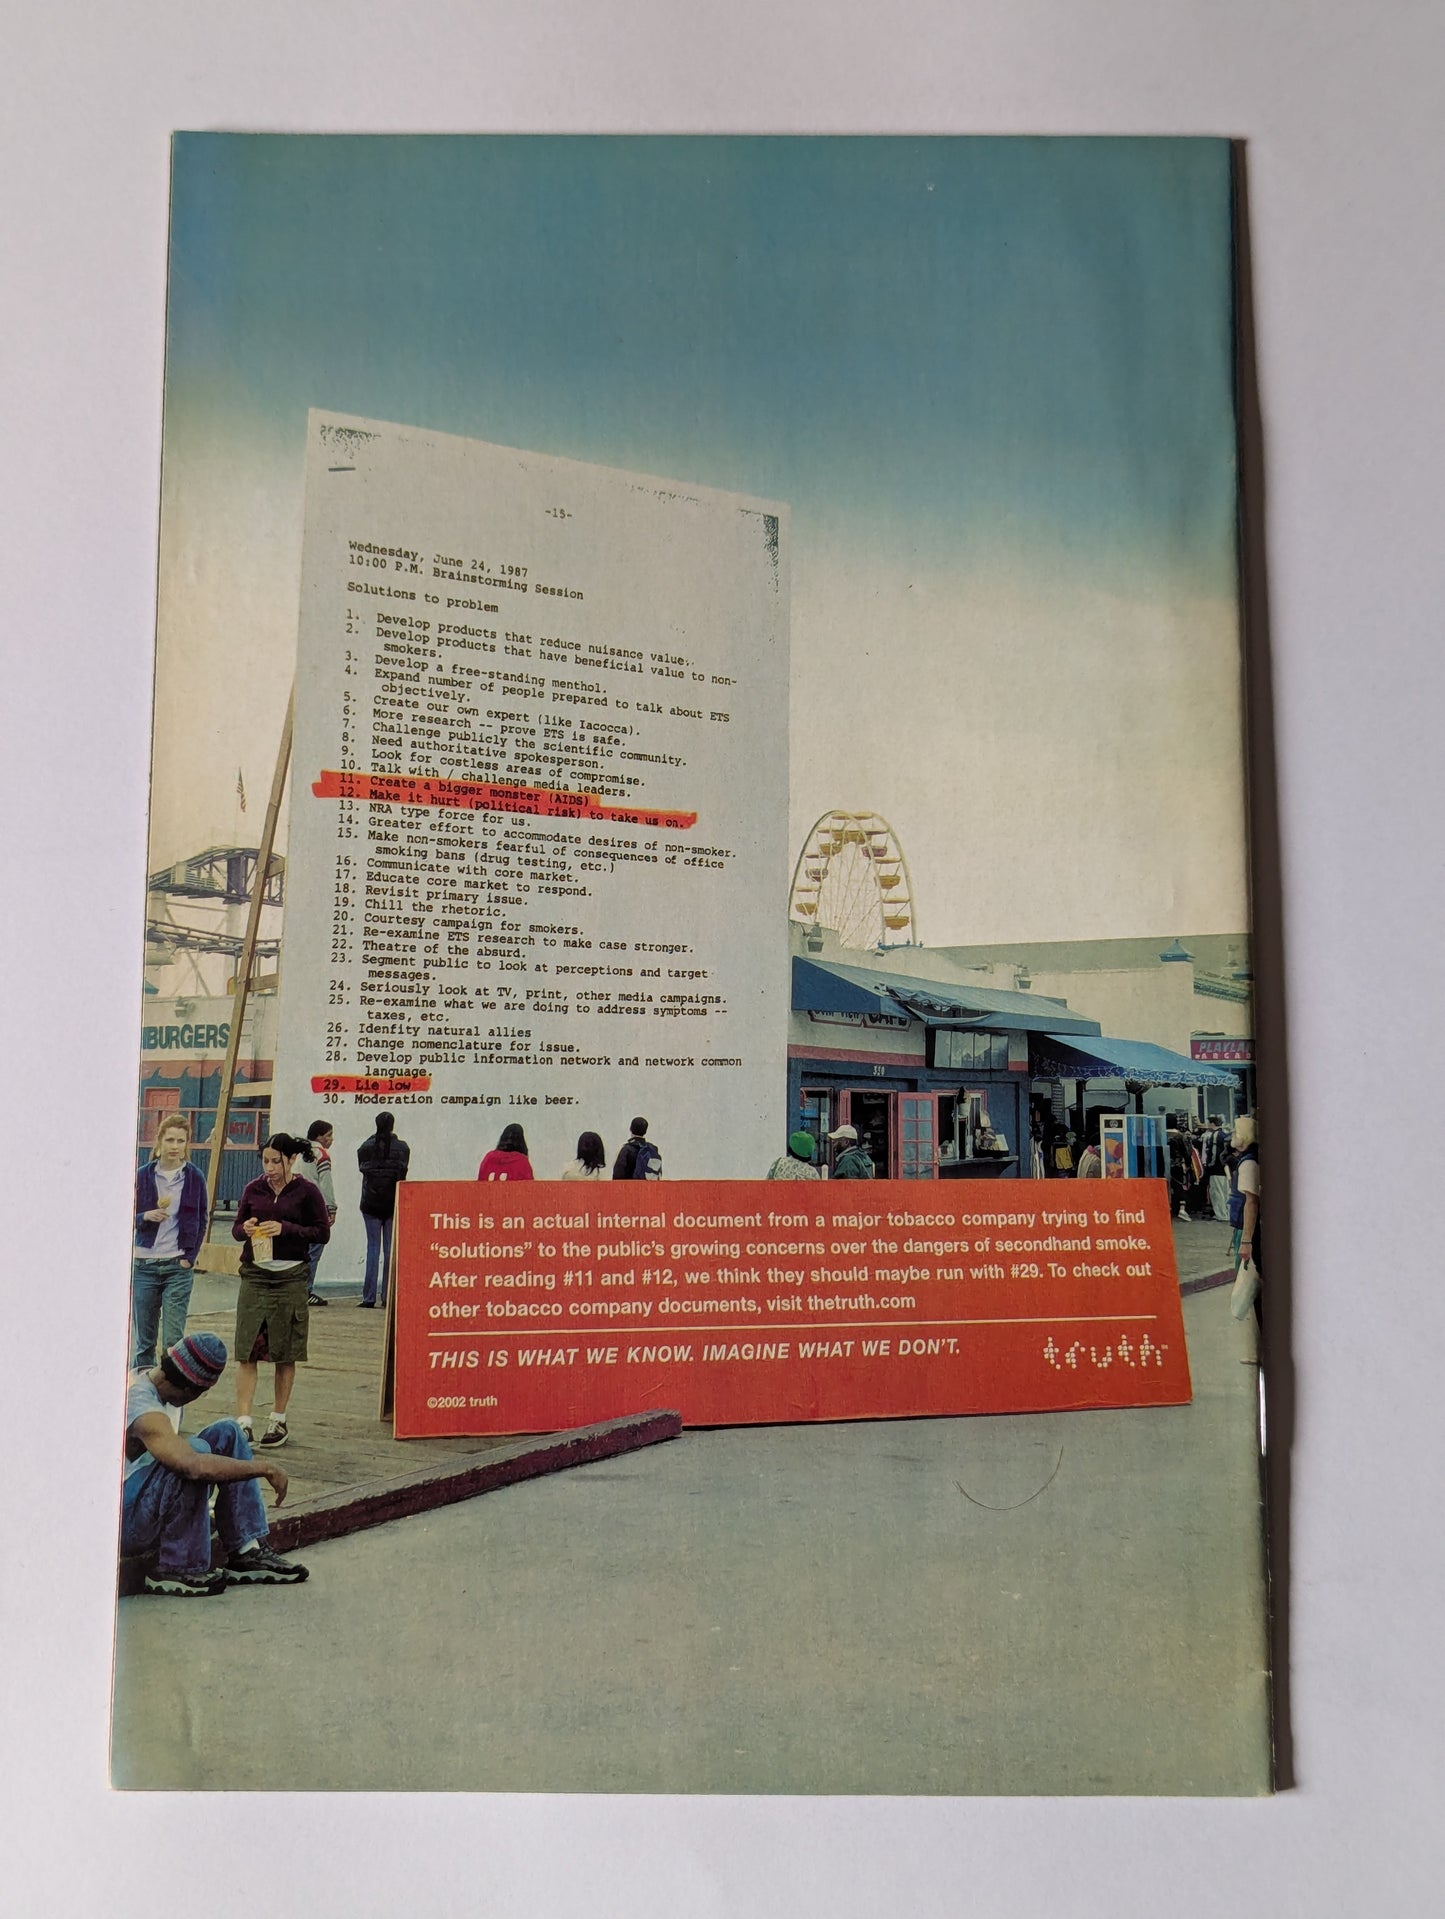 -15-
Wednesday, June 24, 1987
10:00 P.M. Brainstorming Session
Solutions to problem
1. Develop products that reduce nuisance value.
2. Develop products that have beneficial value to non-
smokers.
3. Develop a free-standing menthol.
4. Expand number of people prepared to talk about ETS
objectively.
5. Create our own expert (like Iacocca).
6. More research -- prove ETS is safe.
7. Challenge publicly the scientific community.
8. Need authoritative spokesperson.
9. Look for costless areas of compromise.
10. Talk with / challenge media leaders.
11. Create a bigger monster (AIDS)
12. Make it hurt (political risk) to take us on.
13. NRA type force for us.
14. Greater effort to accommodate desires of non-smoker.
15. Make non-smokers fearful of consequences of office
smoking bans (drug testing, etc.)
16. Communicate with core market.
17. Educate core market to respond.
18. Revisit primary issue.
19. Chill the rhetoric.
20. Courtesy campaign for smokers.
21. Re-examine ETS research to make case stronger.
22. Theatre of the absurd.
23. Segment public to look at perceptions and target
messages.
24. Seriously look at TV, print, other media campaigns.
25. Re-examine what we are doing to address symptoms --
taxes, etc.
26. Idenfity natural allies
27. Change nomenclature for issue.
28. Develop public information network and network common
language.
29. Lie low
30. Moderation campaign like beer.
BURGERS
CAFE
350
PLAYLAN
ARCAD
This is an actual internal document from a major tobacco company trying to find
"solutions" to the public's growing concerns over the dangers of secondhand smoke.
After reading #11 and #12, we think they should maybe run with #29. To check out
other tobacco company documents, visit thetruth.com
THIS IS WHAT WE KNOW. IMAGINE WHAT WE DON'T.
truth
©2002 truth